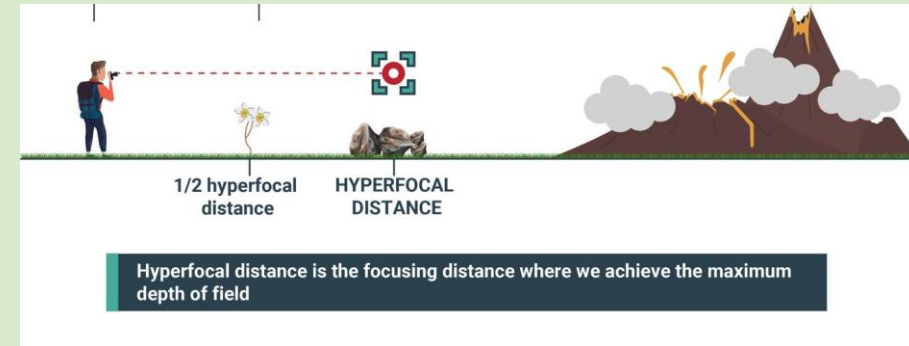 1/2 hyperfocal
distance
HYPERFOCAL
DISTANCE
Hyperfocal distance is the focusing distance where we achieve the maximum
depth of field